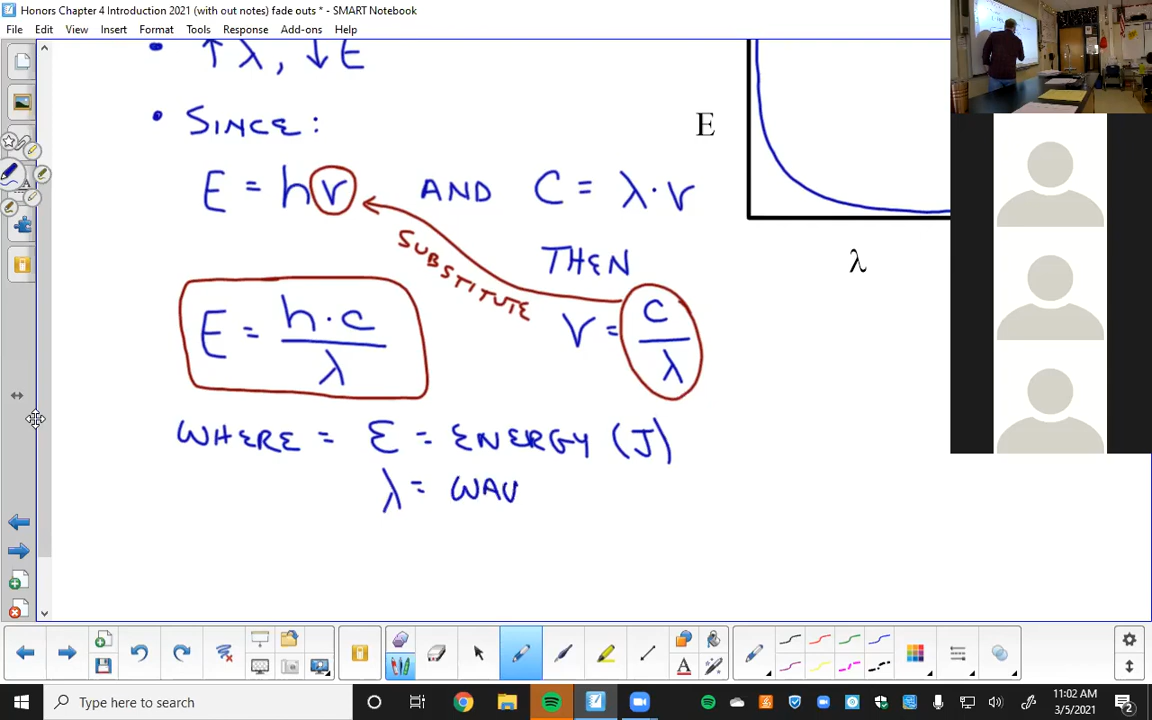 Honors Chapter 4 Introduction 2021 (with out notes) fade outs * - SMART Notebook
File Edit View Insert Format Tools Response Add-ons Help
• ↑ λ, ↓ E
• SINCE:
E
E = hν AND C = λ·ν
SUBSTITUTE
THEN
λ
E = h·c / λ
ν = C / λ
WHERE = E = ENERGY (J)
λ = WAV
Type here to search
11:02 AM
3/5/2021
2